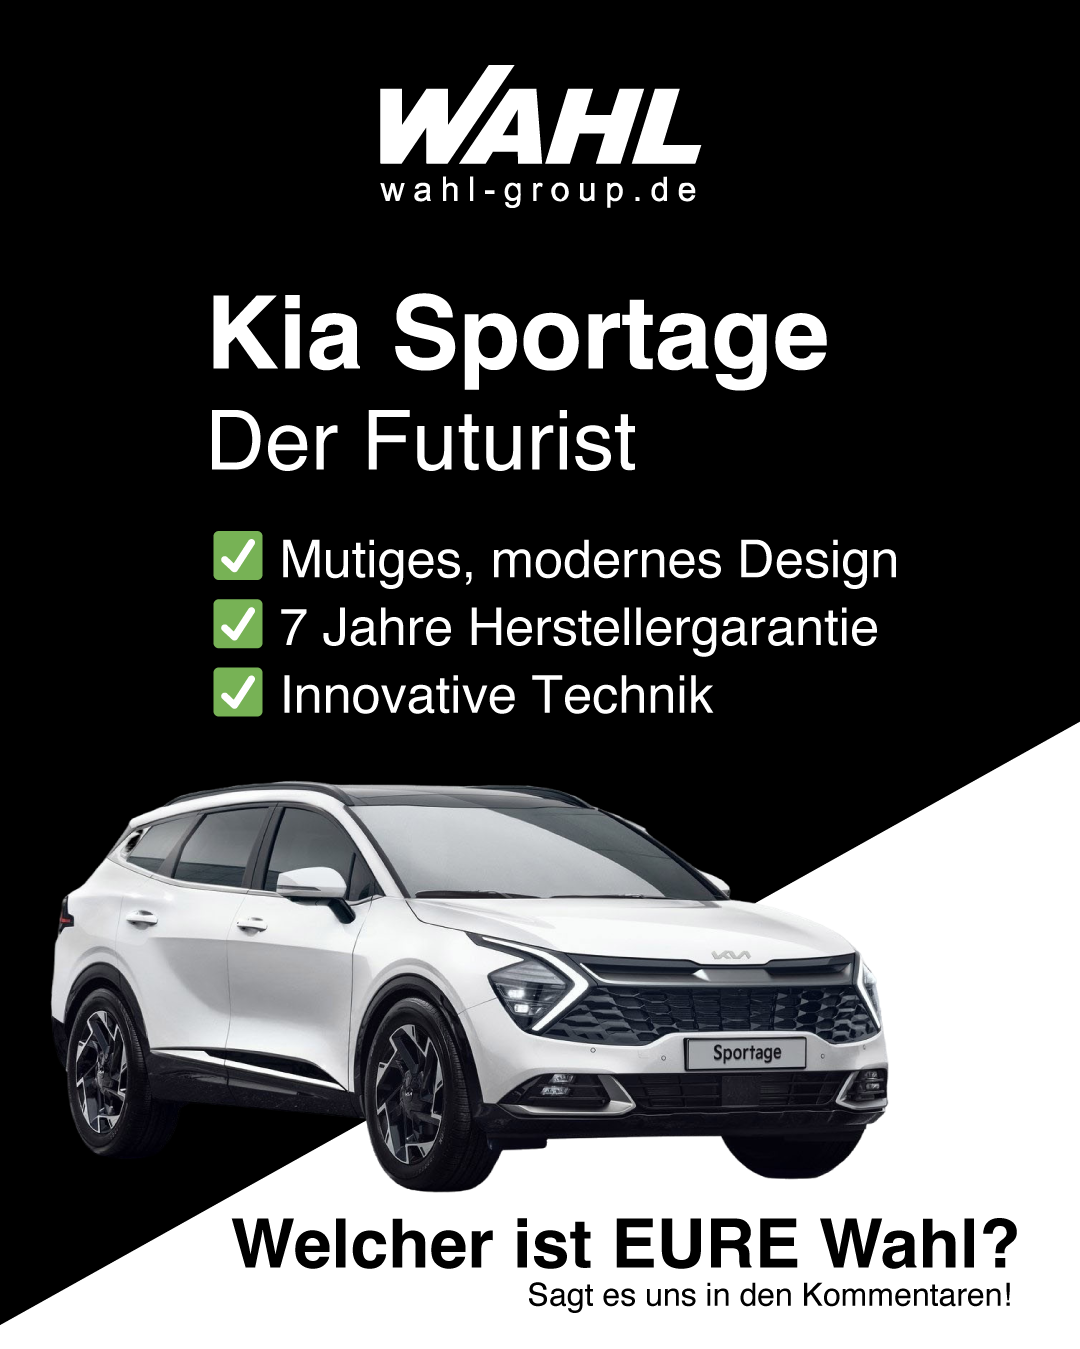 WAHL
wahl-group.de
Kia Sportage
Der Futurist
✅ Mutiges, modernes Design
✅ 7 Jahre Herstellergarantie
✅ Innovative Technik
KIA
Sportage
Welcher ist EURE Wahl?
Sagt es uns in den Kommentaren!